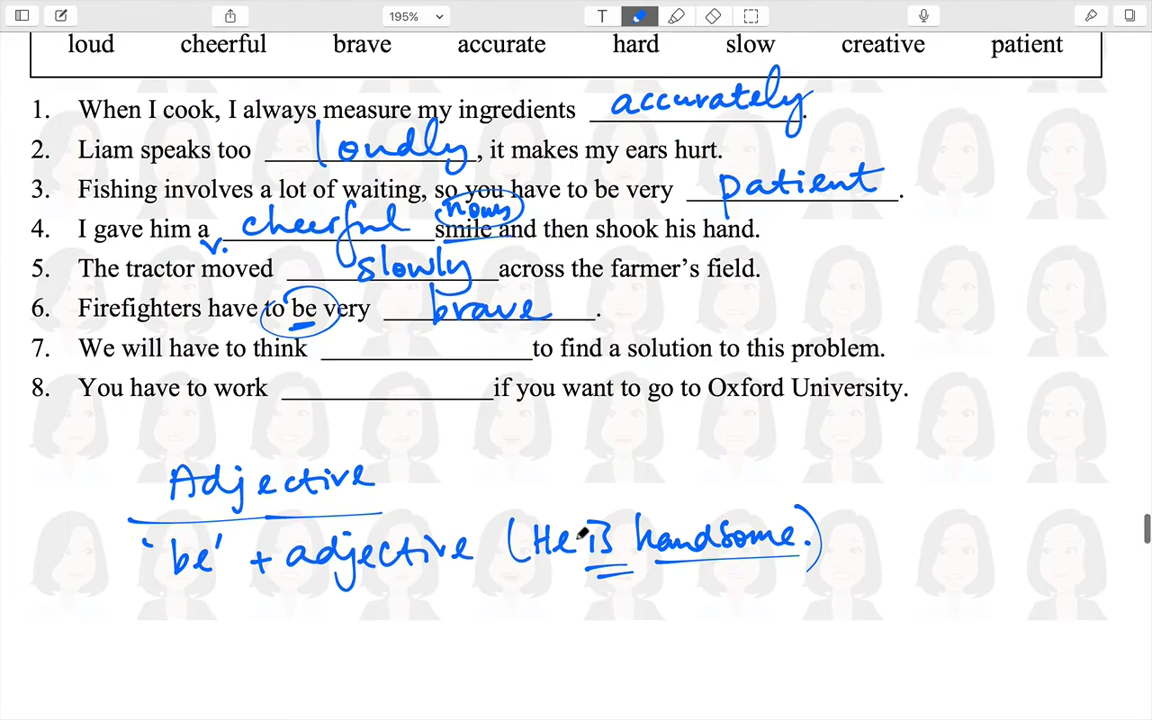 195%
loud cheerful brave accurate hard slow creative patient
1. When I cook, I always measure my ingredients accurately.
2. Liam speaks too loudly, it makes my ears hurt.
noun
3. Fishing involves a lot of waiting, so you have to be very patient.
4. I gave him a cheerful smile and then shook his hand.
v.
5. The tractor moved slowly across the farmer's field.
6. Firefighters have to be very brave.
7. We will have to think ____ to find a solution to this problem.
8. You have to work ____ if you want to go to Oxford University.
Adjective
'be' + adjective (He is handsome.)